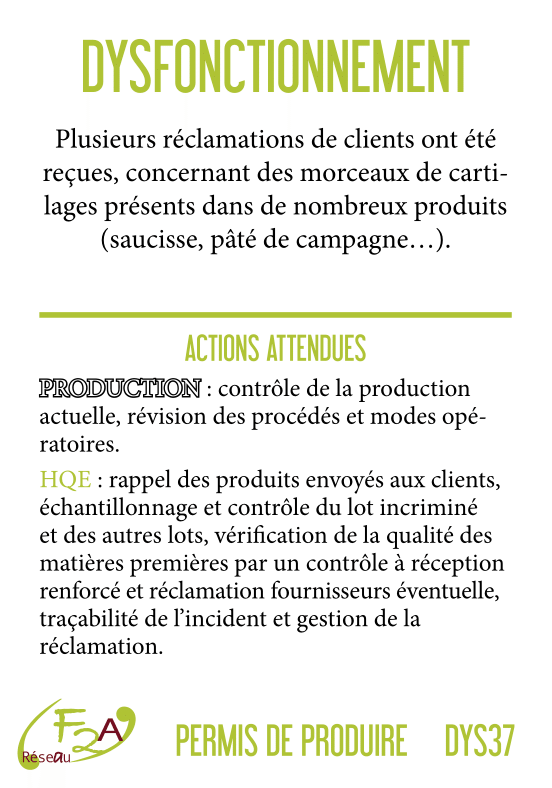 DYSFONCTIONNEMENT
Plusieurs réclamations de clients ont été
reçues, concernant des morceaux de carti-
lages présents dans de nombreux produits
(saucisse, pâté de campagne…).
ACTIONS ATTENDUES
PRODUCTION : contrôle de la production
actuelle, révision des procédés et modes opé-
ratoires.
HQE : rappel des produits envoyés aux clients,
échantillonnage et contrôle du lot incriminé
et des autres lots, vérification de la qualité des
matières premières par un contrôle à réception
renforcé et réclamation fournisseurs éventuelle,
traçabilité de l’incident et gestion de la
réclamation.
F2A
Réseau
PERMIS DE PRODUIRE DYS37